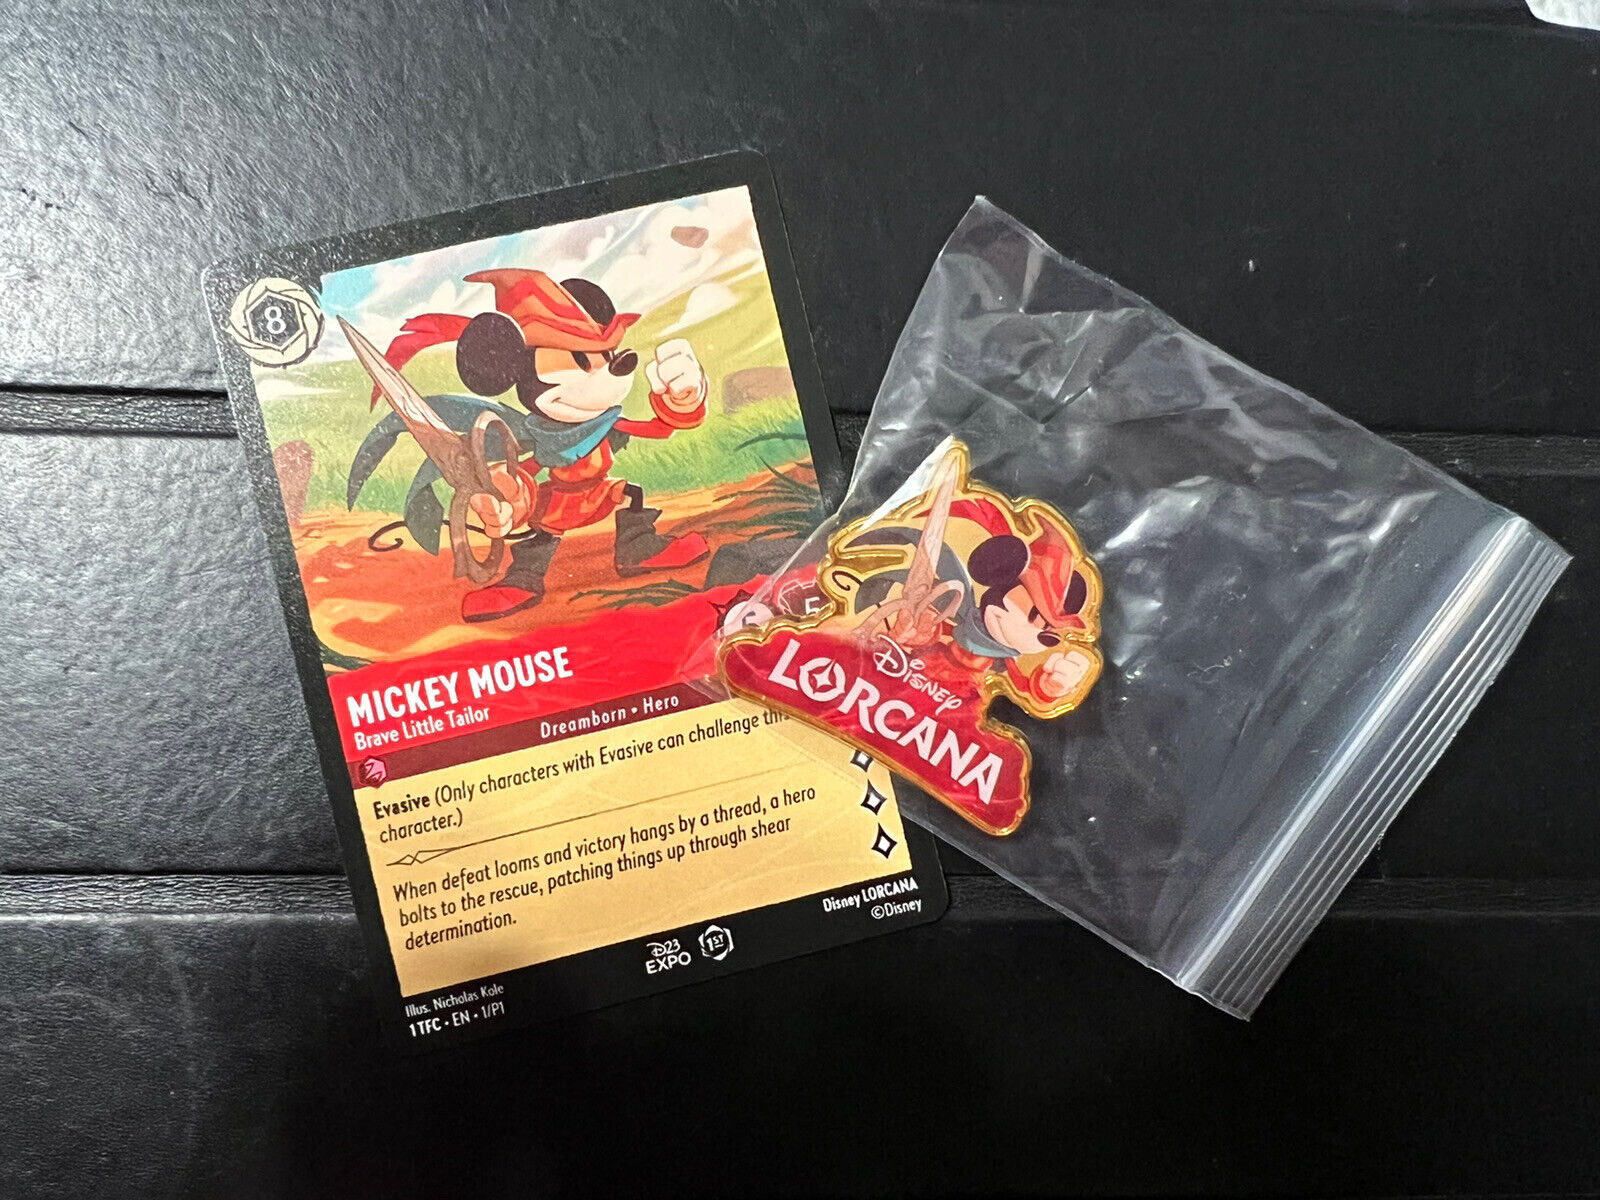 8
5
5
MICKEY MOUSE
Brave Little Tailor
Dreamborn • Hero
Evasive (Only characters with Evasive can challenge this
character.)
When defeat looms and victory hangs by a thread, a hero
bolts to the rescue, patching things up through shear
determination.
Disney LORCANA
©Disney
D23
EXPO
1ST
Illus. Nicholas Kole
1TFC • EN • 1/P1
Disney
LORCANA